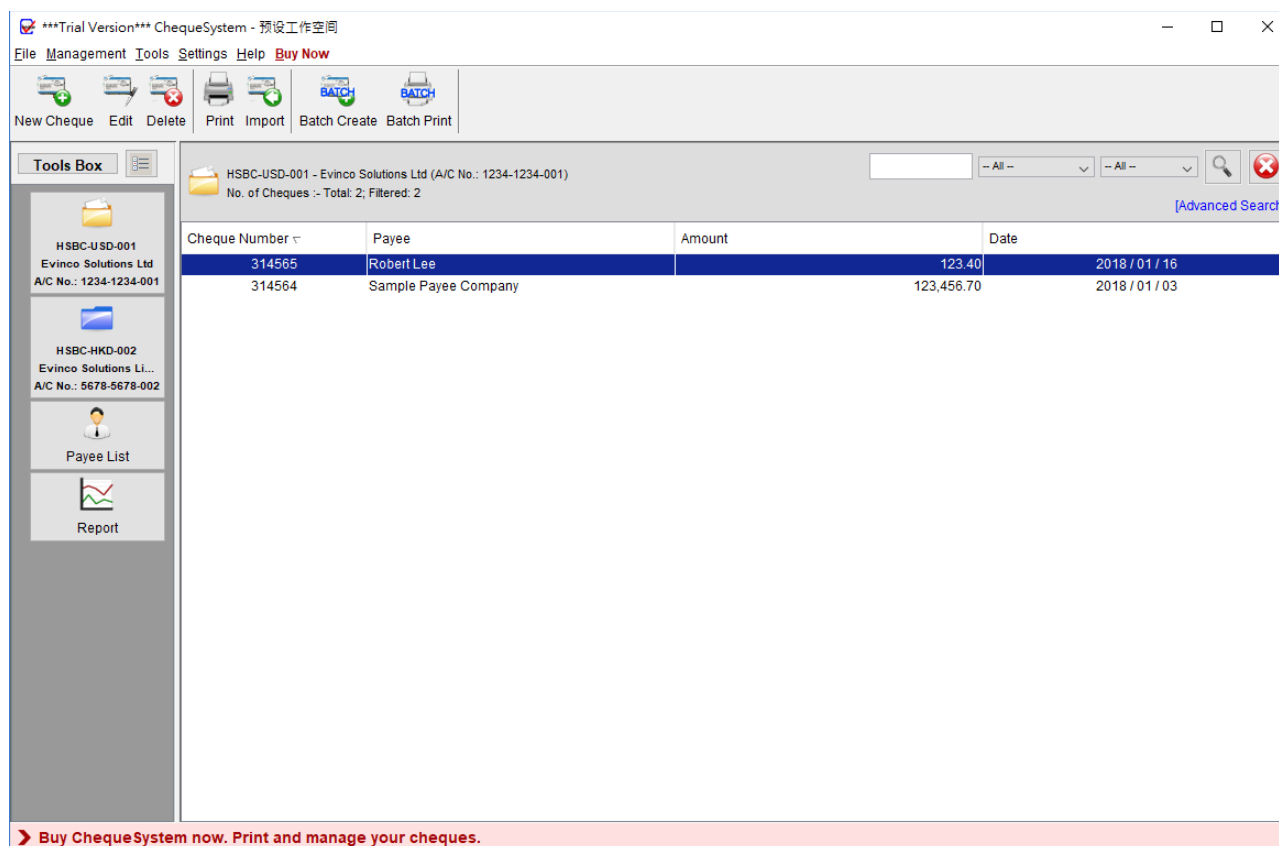 ***Trial Version*** ChequeSystem - 预设工作空间
File Management Tools Settings Help Buy Now
BATCH BATCH
New Cheque Edit Delete Print Import Batch Create Batch Print
Tools Box
HSBC-USD-001 - Evinco Solutions Ltd (A/C No.: 1234-1234-001)
No. of Cheques :- Total: 2; Filtered: 2
-- All -- -- All --
[Advanced Search
HSBC-USD-001
Evinco Solutions Ltd
A/C No.: 1234-1234-001
HSBC-HKD-002
Evinco Solutions Li...
A/C No.: 5678-5678-002
Payee List
Report
Cheque Number Payee Amount Date
314565 Robert Lee 123.40 2018 / 01 / 16
314564 Sample Payee Company 123,456.70 2018 / 01 / 03
Buy ChequeSystem now. Print and manage your cheques.